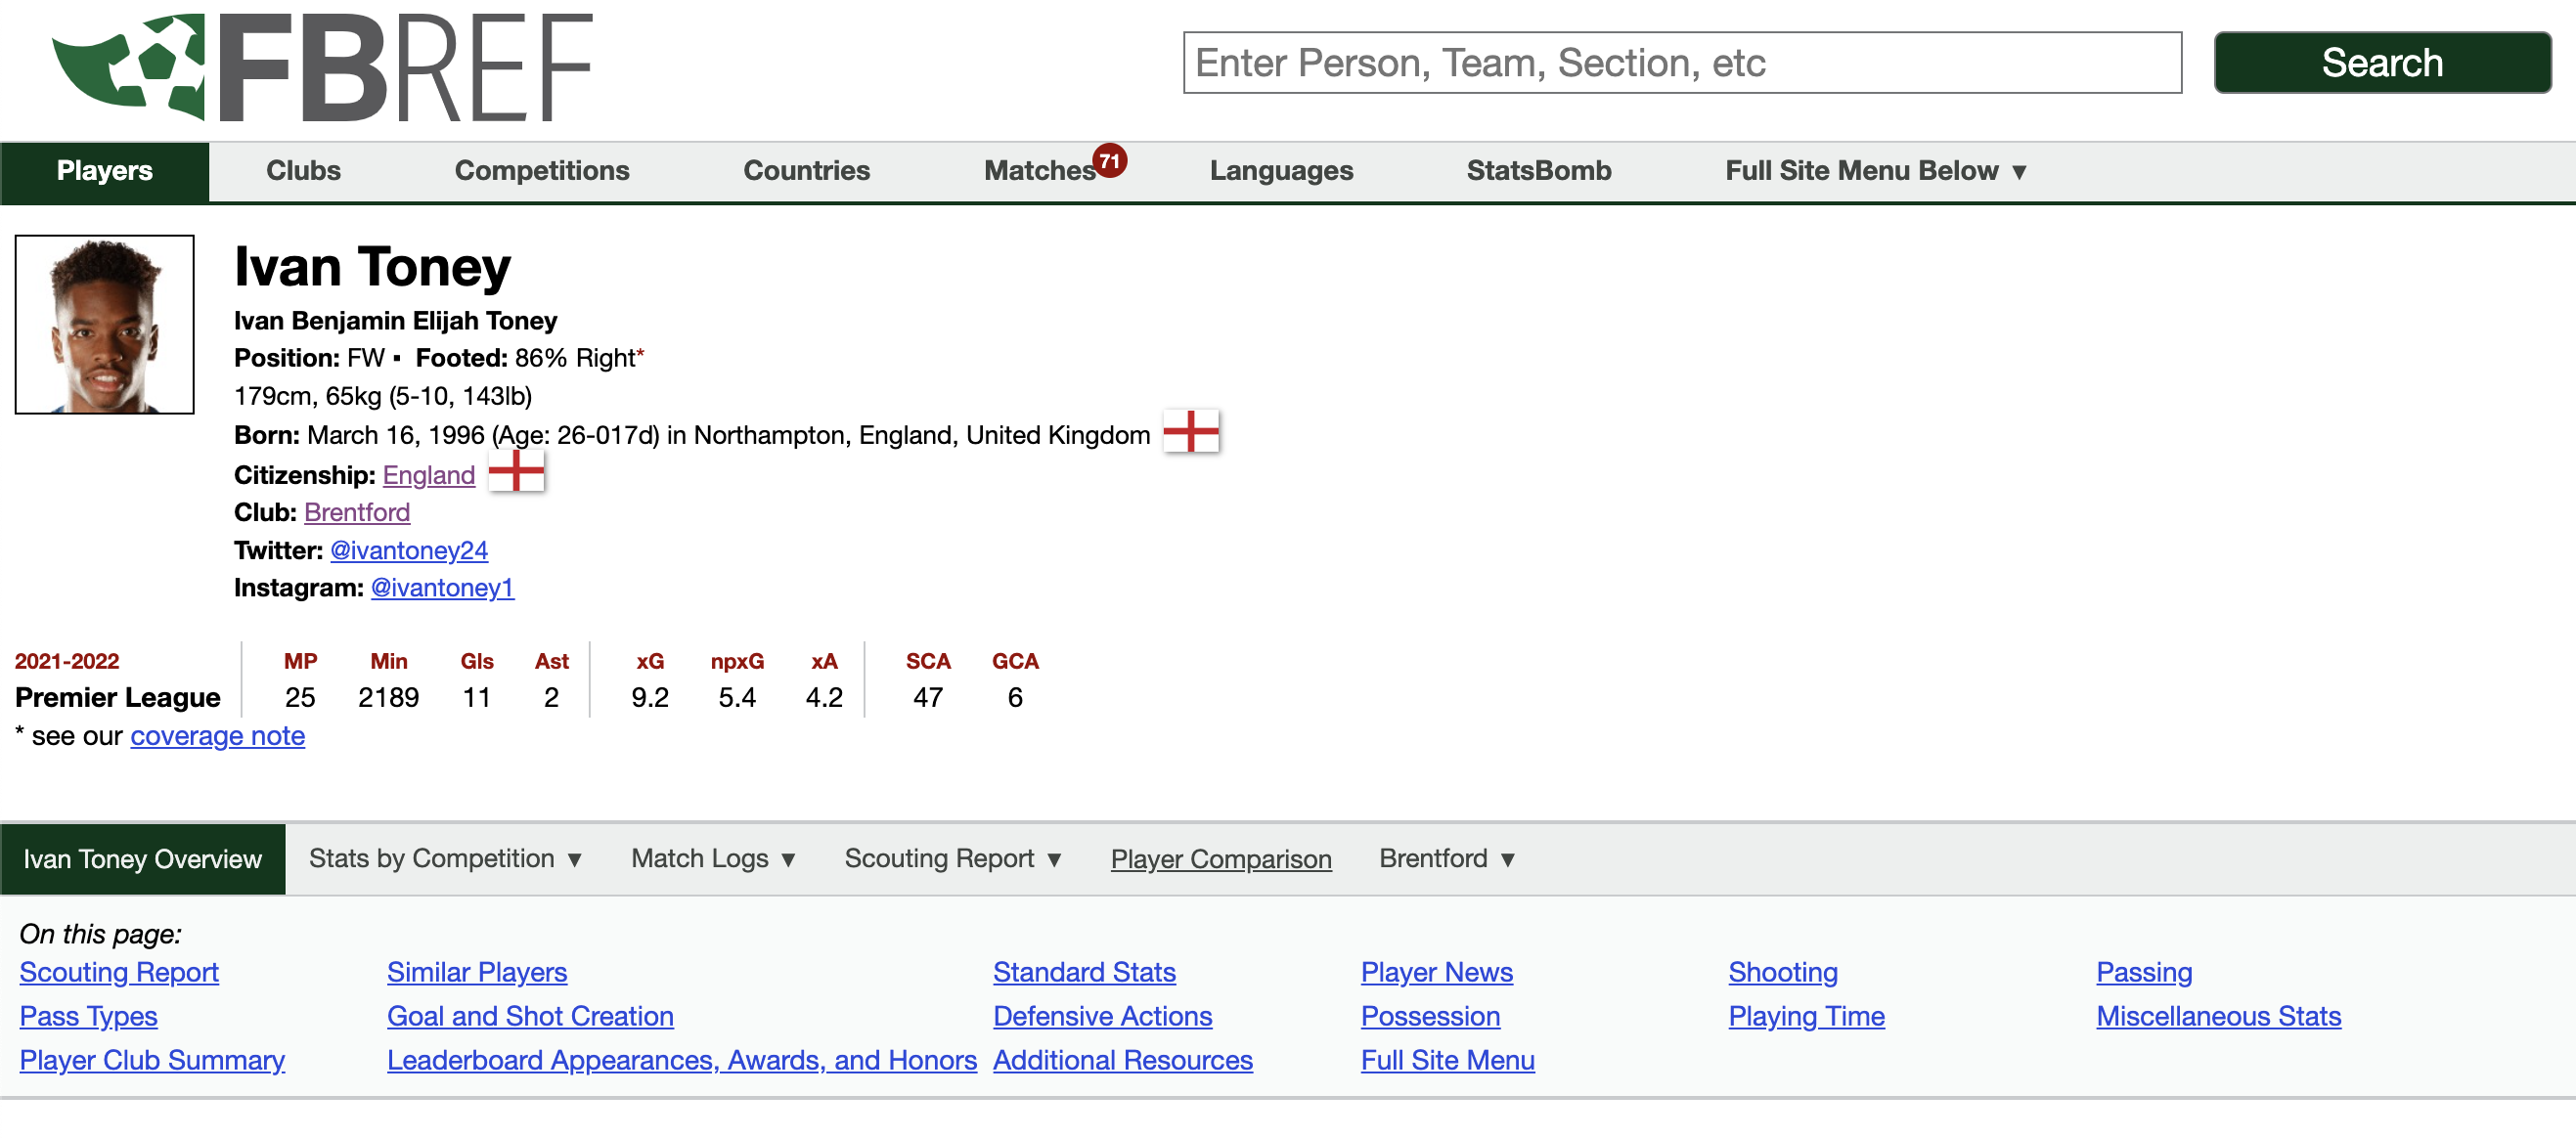 FBREF
Enter Person, Team, Section, etc
Search
Players Clubs Competitions Countries Matches 71 Languages StatsBomb Full Site Menu Below ▼
Ivan Toney
Ivan Benjamin Elijah Toney
Position: FW ▪ Footed: 86% Right*
179cm, 65kg (5-10, 143lb)
Born: March 16, 1996 (Age: 26-017d) in Northampton, England, United Kingdom
Citizenship: England
Club: Brentford
Twitter: @ivantoney24
Instagram: @ivantoney1
2021-2022 MP Min Gls Ast xG npxG xA SCA GCA
Premier League 25 2189 11 2 9.2 5.4 4.2 47 6
* see our coverage note
Ivan Toney Overview Stats by Competition ▼ Match Logs ▼ Scouting Report ▼ Player Comparison Brentford ▼
On this page:
Scouting Report Similar Players Standard Stats Player News Shooting Passing
Pass Types Goal and Shot Creation Defensive Actions Possession Playing Time Miscellaneous Stats
Player Club Summary Leaderboard Appearances, Awards, and Honors Additional Resources Full Site Menu